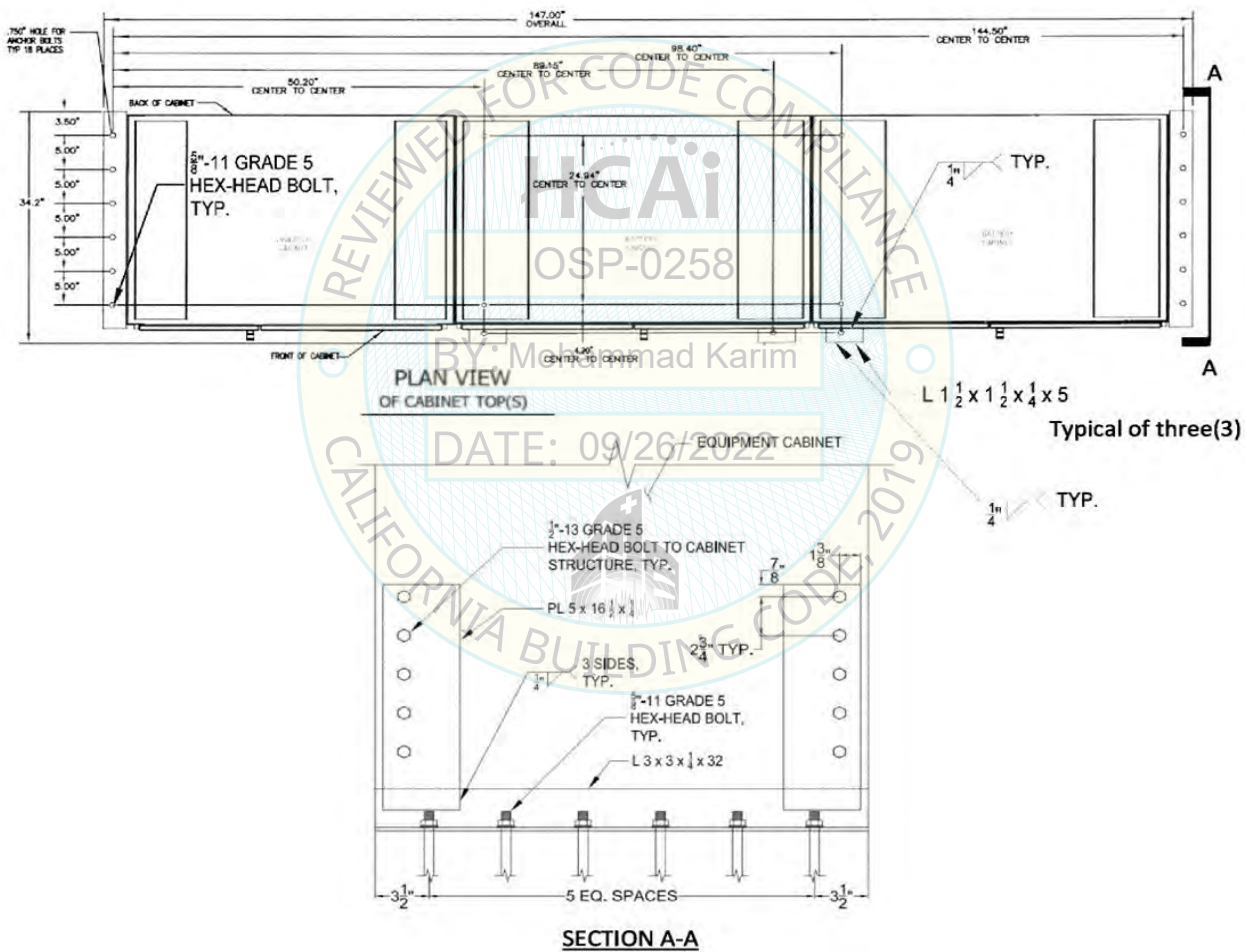 147.00"
OVERALL
.750" HOLE FOR
ANCHOR BOLTS
TYP 18 PLACES
144.50"
CENTER TO CENTER
98.40"
CENTER TO CENTER
89.15"
CENTER TO CENTER
50.20"
CENTER TO CENTER
A
BACK OF CABINET
3.50"
5.00"
5.00"
5.00"
5.00"
5.00"
34.2"
5/8"-11 GRADE 5
HEX-HEAD BOLT,
TYP.
24.94"
CENTER TO CENTER
1/4" TYP.
REVIEWED FOR CODE COMPLIANCE
HCAi
OSP-0258
BATTERY
CABINET
FRONT OF CABINET
4.20"
CENTER TO CENTER
BY: Mohammad Karim
A
PLAN VIEW
OF CABINET TOP(S)
L 1 1/2 x 1 1/2 x 1/4 x 5
Typical of three(3)
DATE: 09/26/2022
EQUIPMENT CABINET
1/4" TYP.
1/2"-13 GRADE 5
HEX-HEAD BOLT TO CABINET
STRUCTURE, TYP.
1 3/8"
7/8"
PL 5 x 16 1/2 x 1/4
2 3/4" TYP.
1/4" 3 SIDES,
TYP.
5/8"-11 GRADE 5
HEX-HEAD BOLT,
TYP.
L 3 x 3 x 1/4 x 32
CALIFORNIA BUILDING CODE, 2019
3 1/2"
5 EQ. SPACES
3 1/2"
SECTION A-A